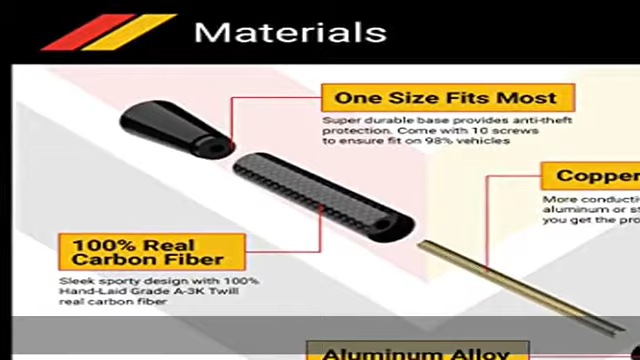 Materials
One Size Fits Most
Super durable base provides anti-theft
protection. Come with 10 screws
to ensure fit on 98% vehicles
Copper
More conducti
aluminum or st
you get the pro
100% Real
Carbon Fiber
Sleek sporty design with 100%
Hand-Laid Grade A-3K Twill
real carbon fiber
Aluminum Alloy